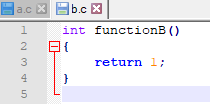 a.c b.c
1 int functionB()
2 {
3 return 1;
4 }
5